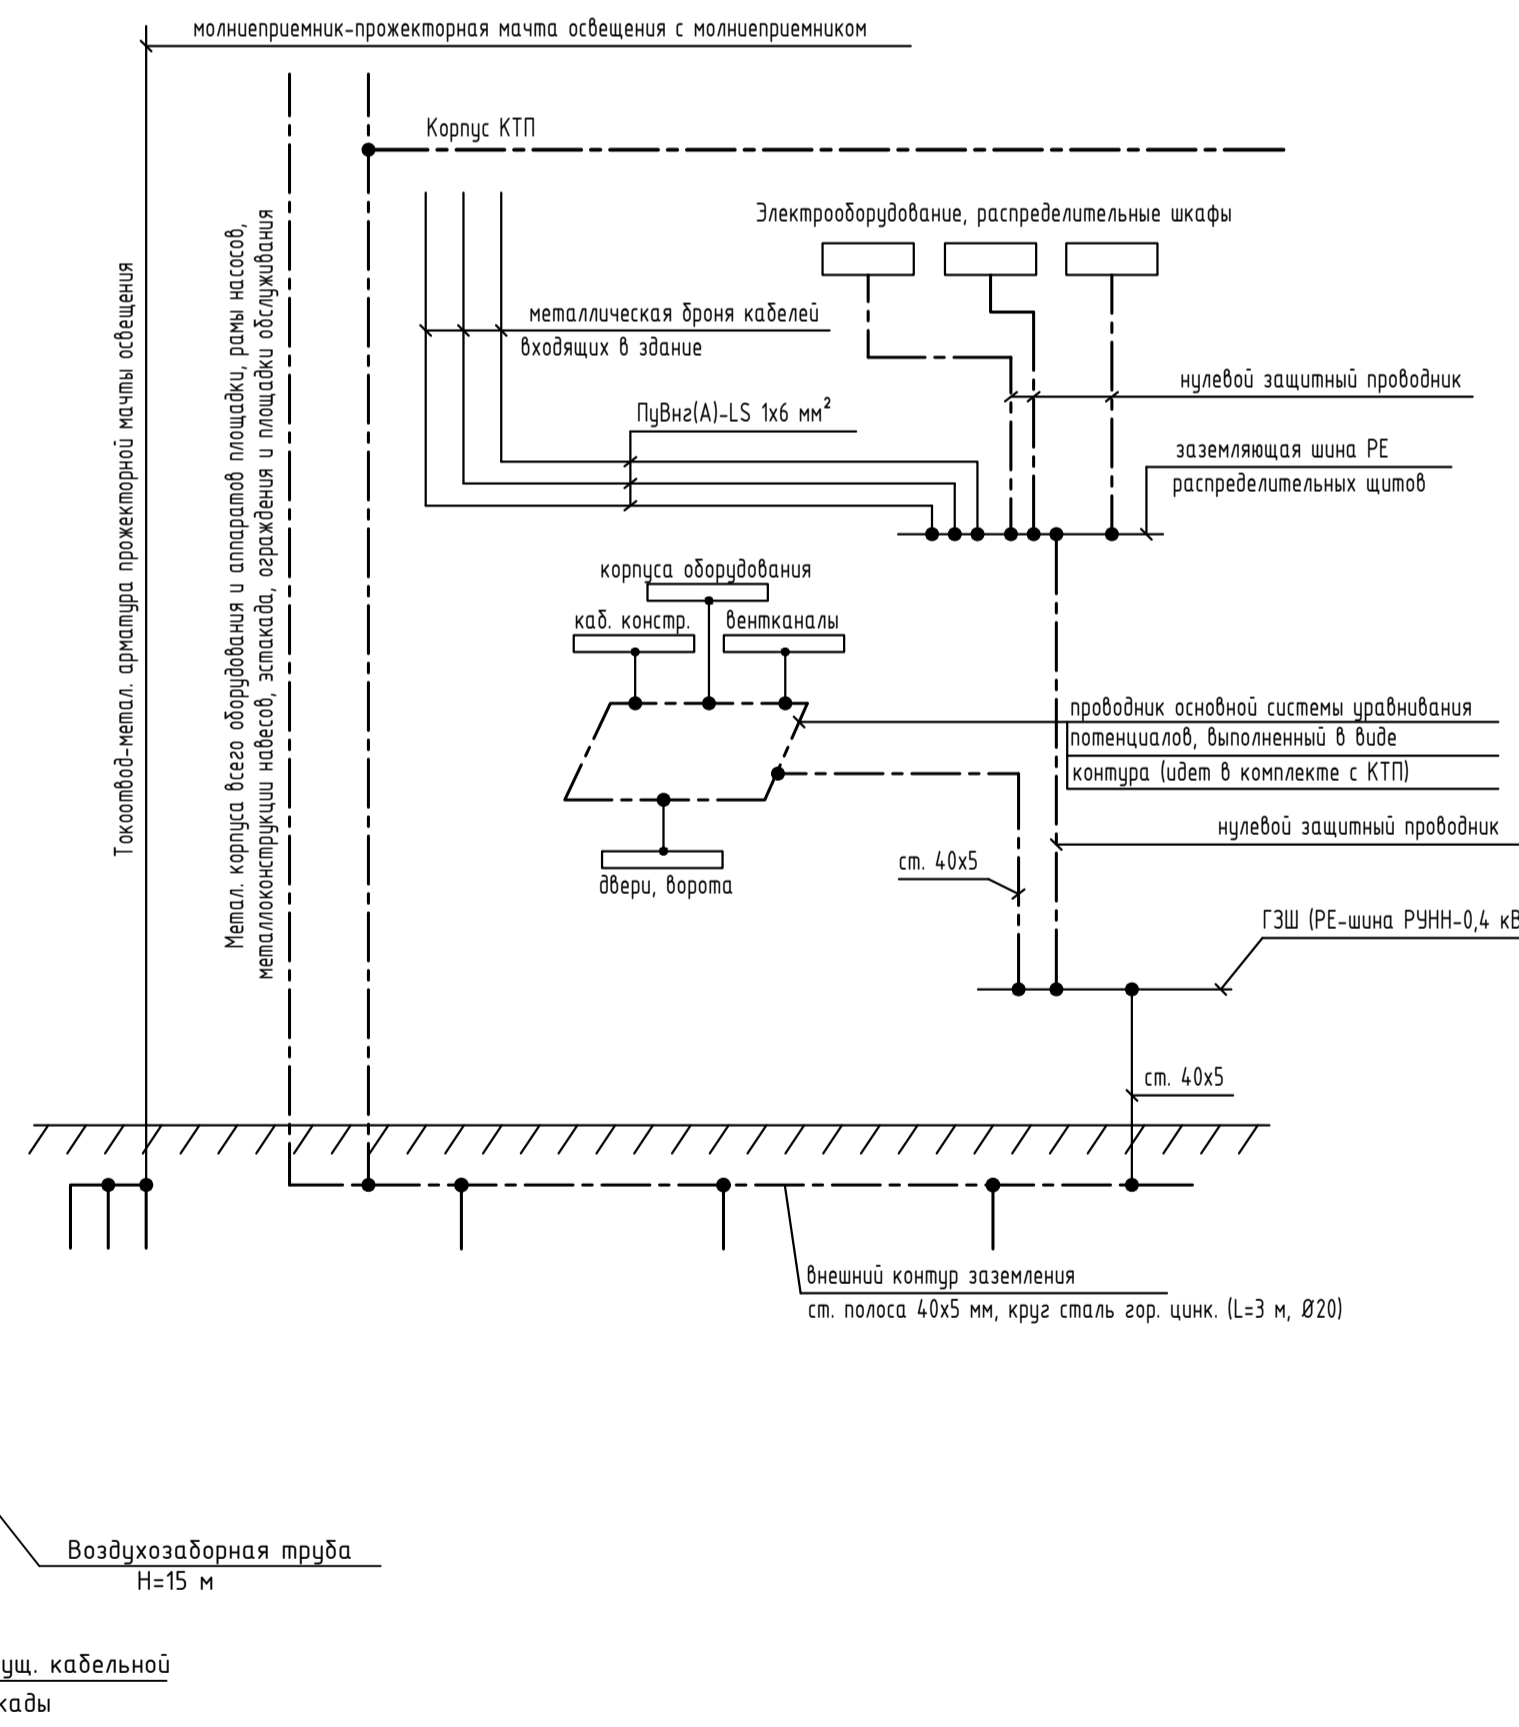 молниеприемник-прожекторная мачта освещения с молниеприемником
Корпус КТП
Электрооборудование, распределительные шкафы
Токоотвод-метал. арматура прожекторной мачты освещения
Метал. корпуса всего оборудования и аппаратов площадки, рамы насосов,
металлоконструкции навесов, эстакада, ограждения и площадки обслуживания
металлическая броня кабелей
входящих в здание
нулевой защитный проводник
ПуВнг(А)-LS 1х6 мм²
заземляющая шина РЕ
распределительных щитов
корпуса оборудования
каб. констр.
вентканалы
проводник основной системы уравнивания
потенциалов, выполненный в виде
контура (идет в комплекте с КТП)
нулевой защитный проводник
ст. 40х5
двери, ворота
ГЗШ (РЕ-шина РУНН-0,4 кВ
ст. 40х5
внешний контур заземления
ст. полоса 40х5 мм, круг сталь гор. цинк. (L=3 м, Ø20)
Воздухозаборная труба
Н=15 м
ущ. кабельной
кады